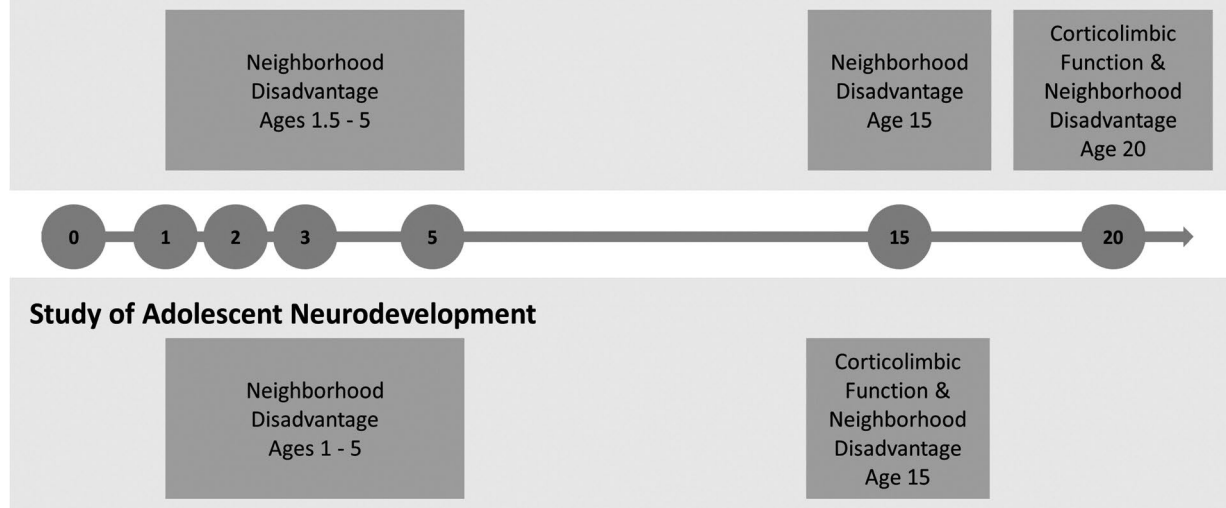 Neighborhood
Disadvantage
Ages 1.5 - 5
Neighborhood
Disadvantage
Age 15
Corticolimbic
Function &
Neighborhood
Disadvantage
Age 20
0 1 2 3 5 15 20
Study of Adolescent Neurodevelopment
Neighborhood
Disadvantage
Ages 1 - 5
Corticolimbic
Function &
Neighborhood
Disadvantage
Age 15